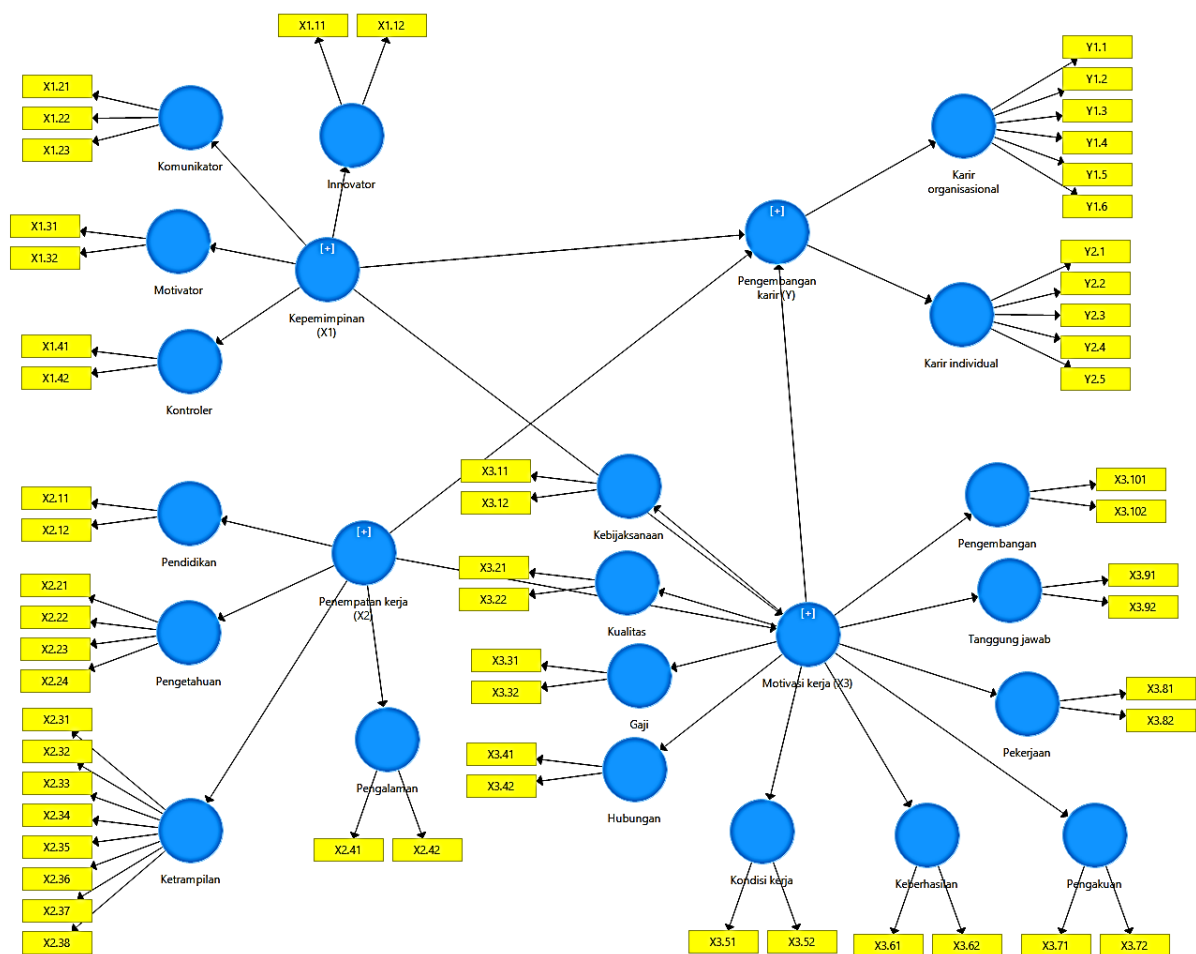 X1.11
X1.12
X1.21
X1.22
X1.23
Komunikator
Innovator
X1.31
X1.32
Motivator
[+]
Kepemimpinan
(X1)
X1.41
X1.42
Kontroler
Y1.1
Y1.2
Y1.3
Y1.4
Y1.5
Y1.6
Karir
organisasional
[+]
Pengembangan
karir (Y)
Y2.1
Y2.2
Y2.3
Y2.4
Y2.5
Karir individual
X2.11
X2.12
Pendidikan
[+]
Penempatan kerja
(X2)
X2.21
X2.22
X2.23
X2.24
Pengetahuan
X2.31
X2.32
X2.33
X2.34
X2.35
X2.36
X2.37
X2.38
Ketrampilan
Pengalaman
X2.41
X2.42
X3.11
X3.12
Kebijaksanaan
X3.21
X3.22
Kualitas
X3.31
X3.32
Gaji
X3.41
X3.42
Hubungan
[+]
Motivasi kerja (X3)
X3.101
X3.102
Pengembangan
X3.91
X3.92
Tanggung jawab
X3.81
X3.82
Pekerjaan
Kondisi kerja
X3.51
X3.52
Keberhasilan
X3.61
X3.62
Pengakuan
X3.71
X3.72